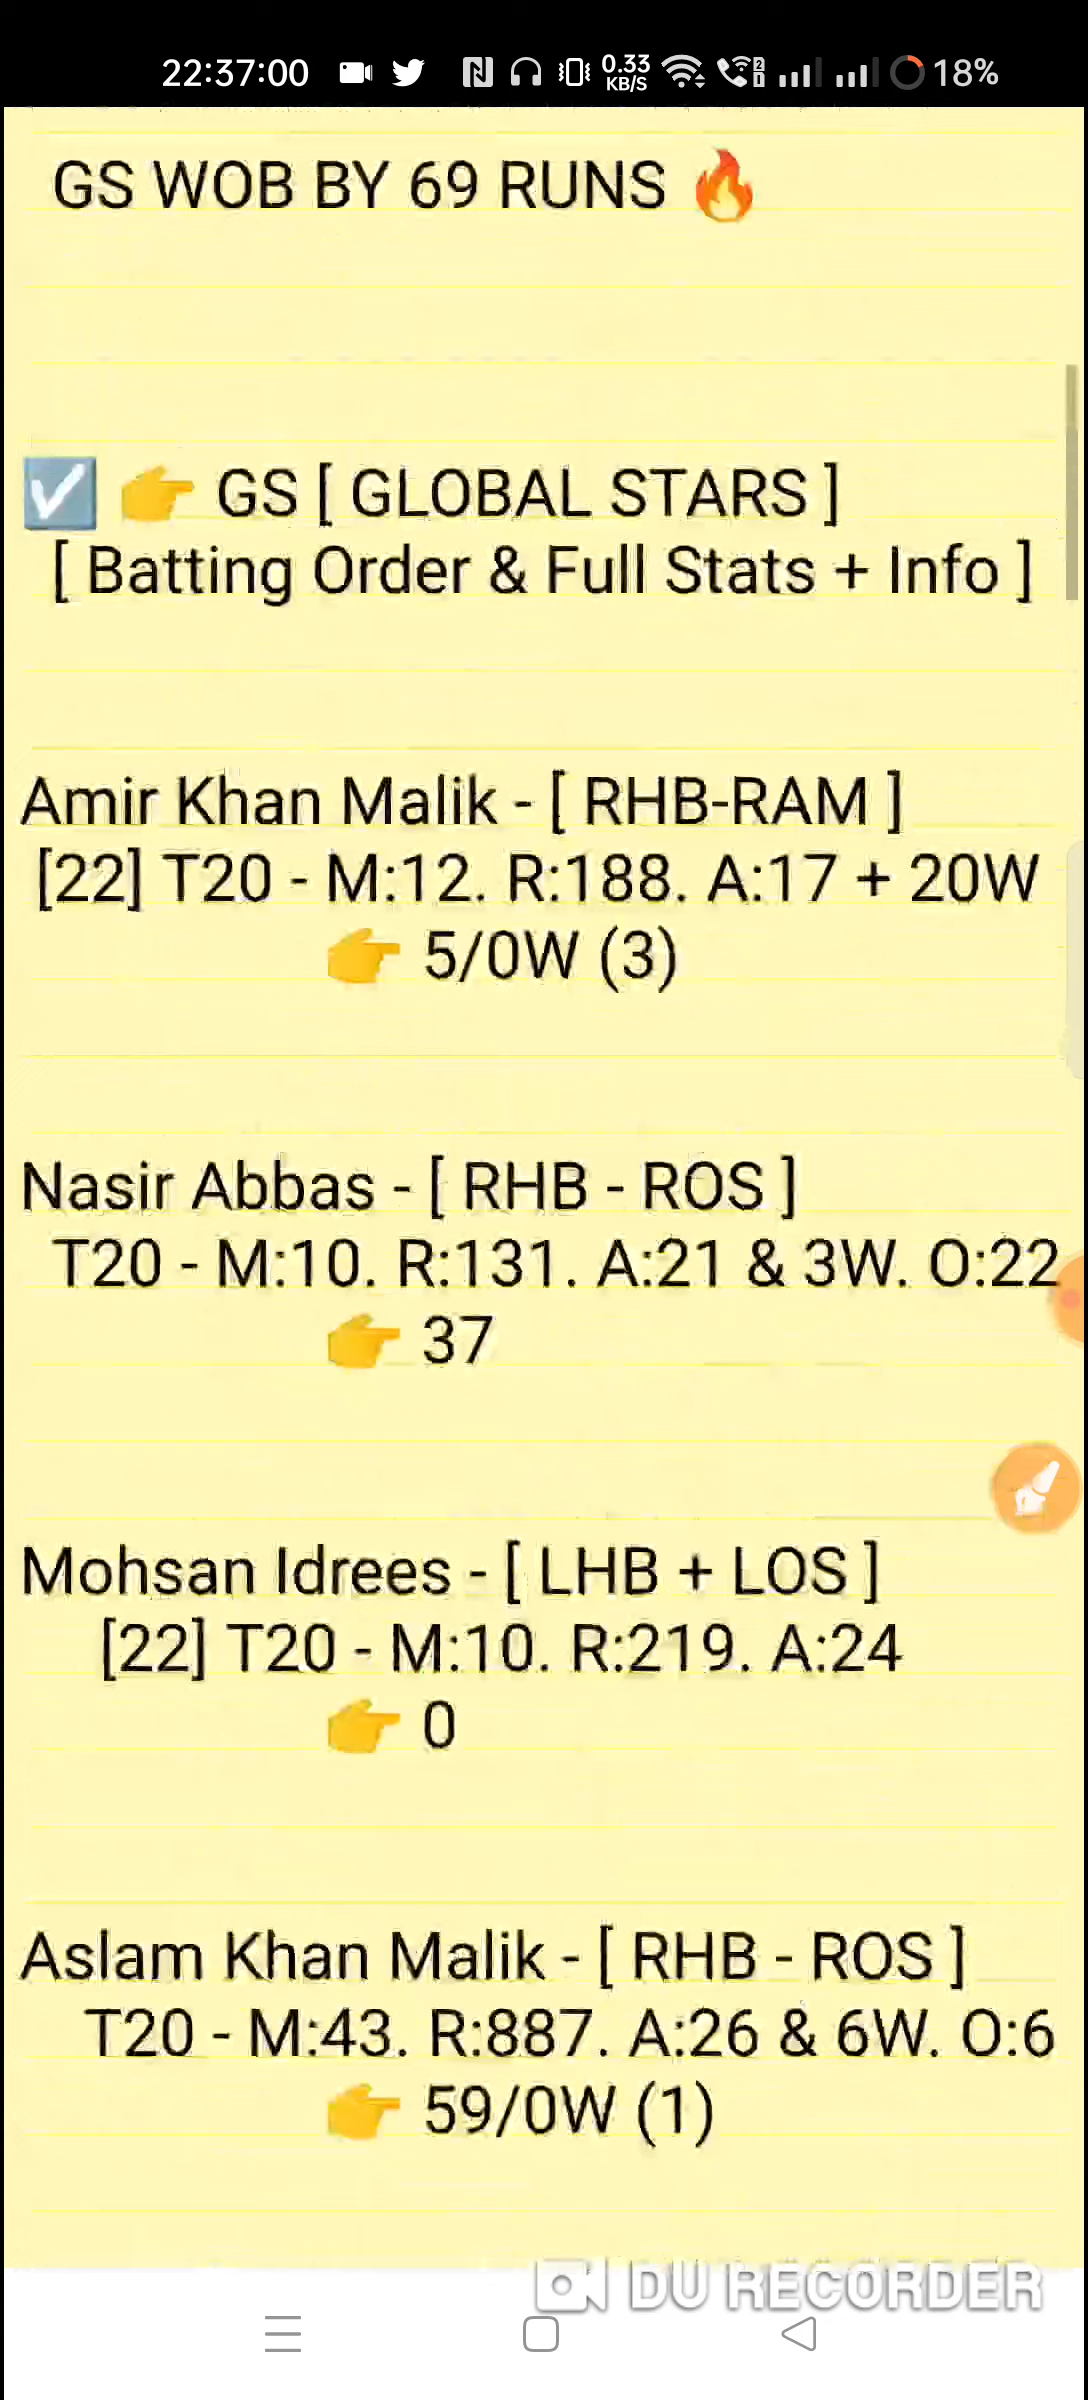 22:37:00 0.33 KB/S 2 1 18%
GS WOB BY 69 RUNS 🔥
☑️ 👉 GS [ GLOBAL STARS ]
[ Batting Order & Full Stats + Info ]
Amir Khan Malik - [ RHB-RAM ]
[22] T20 - M:12. R:188. A:17 + 20W
👉 5/0W (3)
Nasir Abbas - [ RHB - ROS ]
T20 - M:10. R:131. A:21 & 3W. O:22
👉 37
Mohsan Idrees - [ LHB + LOS ]
[22] T20 - M:10. R:219. A:24
👉 0
Aslam Khan Malik - [ RHB - ROS ]
T20 - M:43. R:887. A:26 & 6W. O:6
👉 59/0W (1)
DU RECORDER